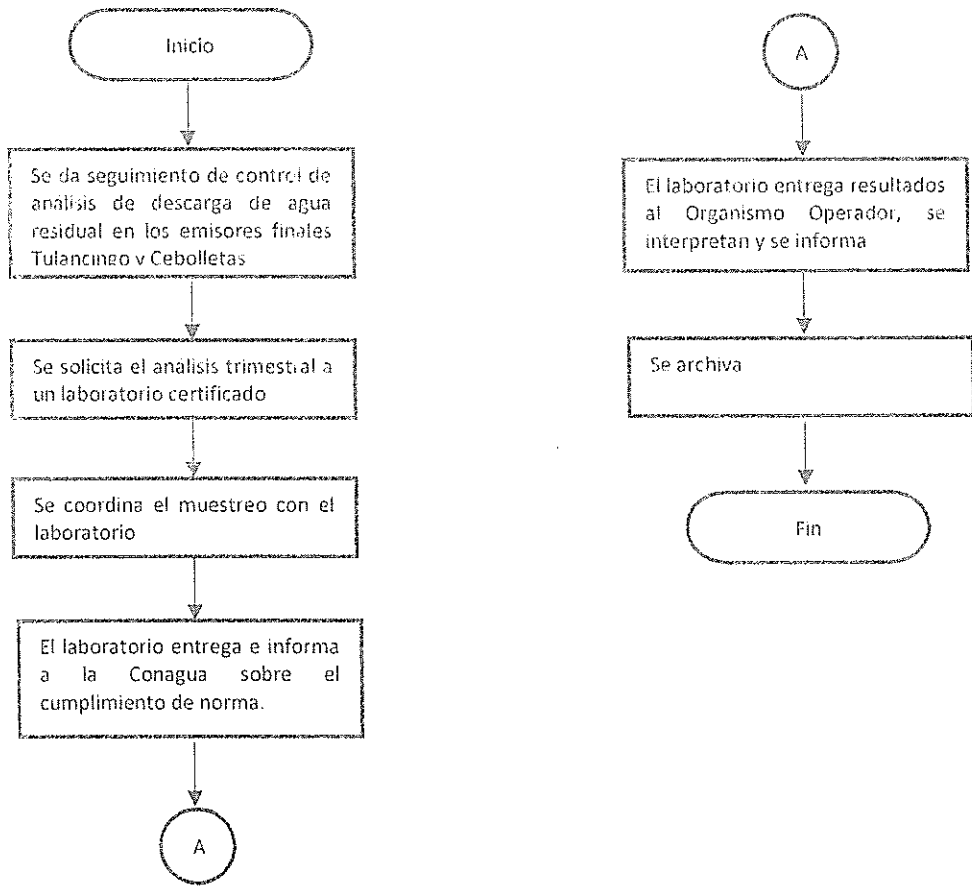 Inicio
Se da seguimiento de control de
análisis de descarga de agua
residual en los emisores finales
Tulancingo y Cebolletas
Se solicita el análisis trimestral a
un laboratorio certificado
Se coordina el muestreo con el
laboratorio
El laboratorio entrega e informa
a la Conagua sobre el
cumplimiento de norma.
A
A
El laboratorio entrega resultados
al Organismo Operador, se
interpretan y se informa
Se archiva
Fin